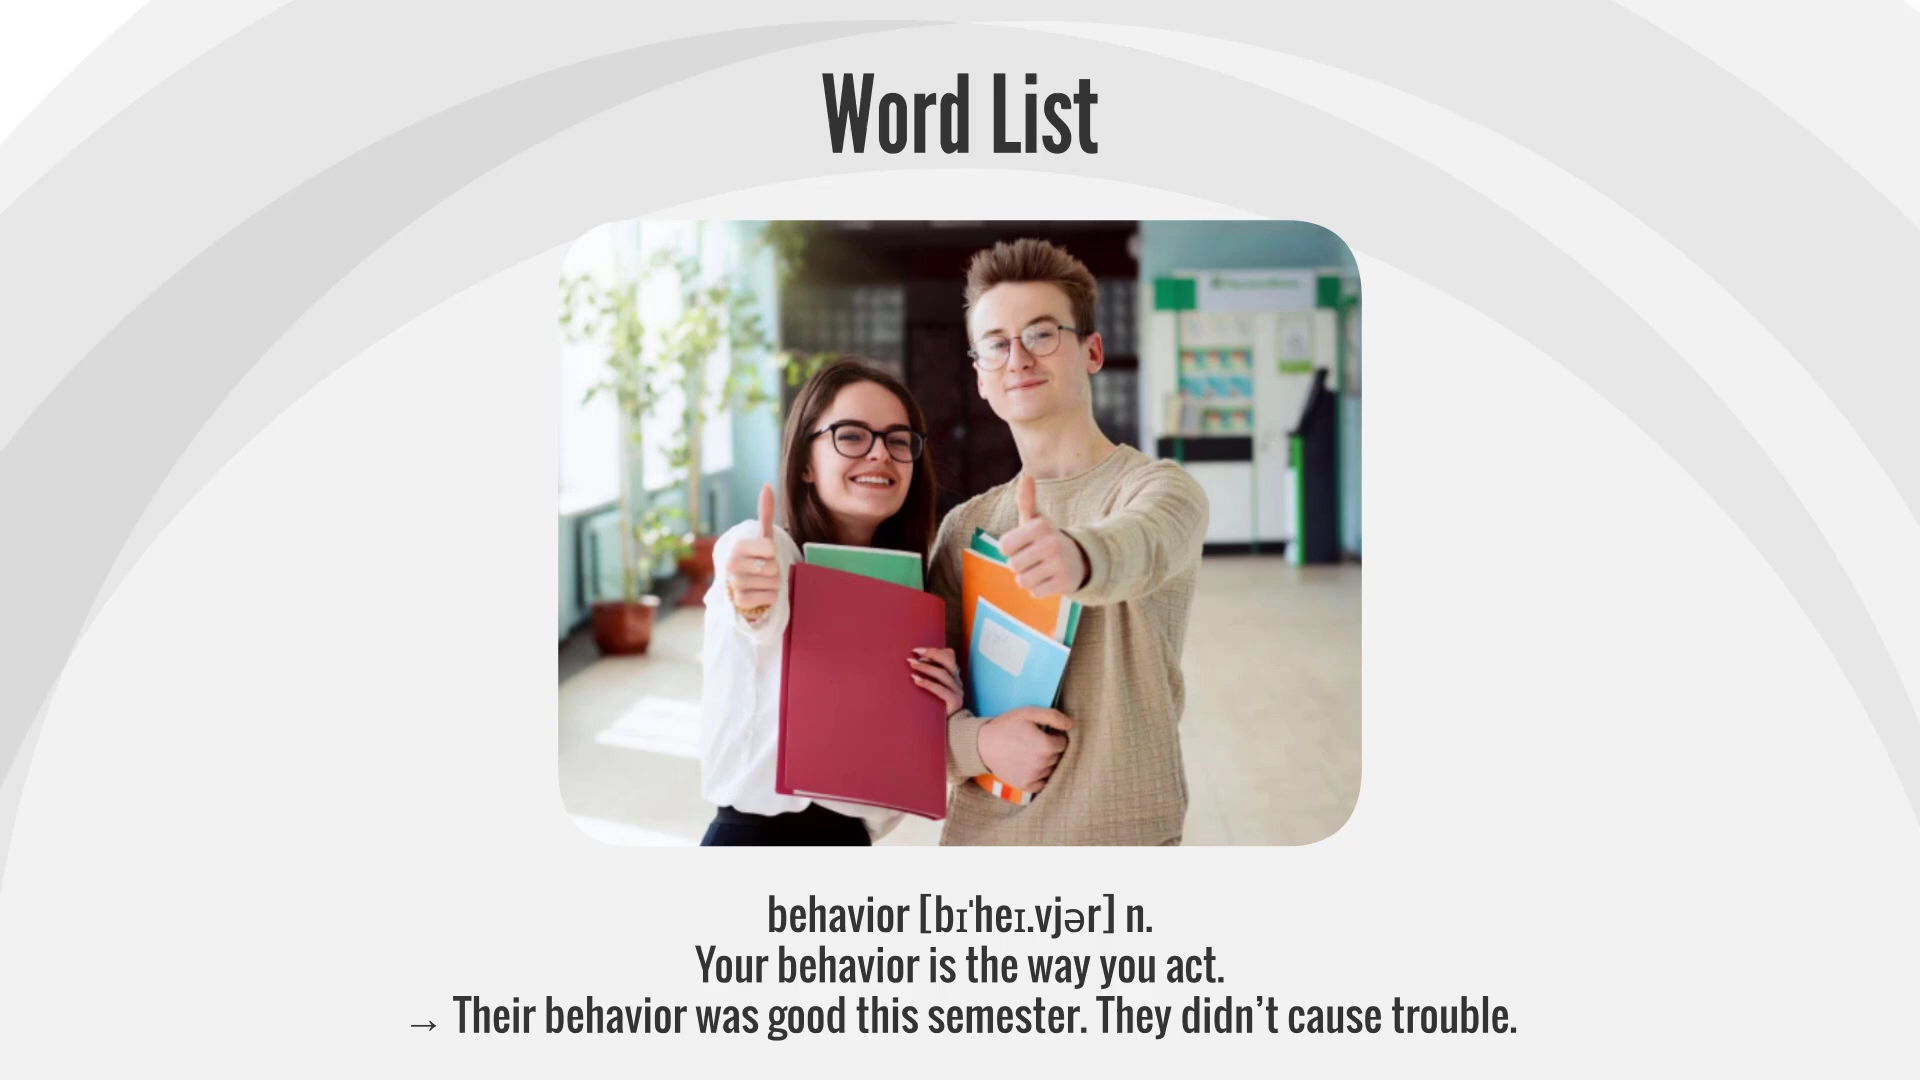 Word List
behavior [bɪˈheɪ.vjər] n.
Your behavior is the way you act.
→ Their behavior was good this semester. They didn’t cause trouble.